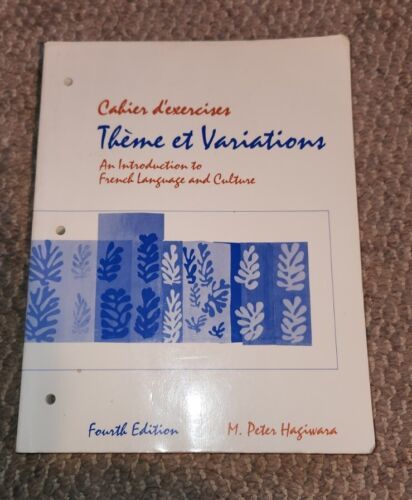 Cahier d'exercises
Thème et Variations
An Introduction to
French Language and Culture
Fourth Edition
M. Peter Hagiwara